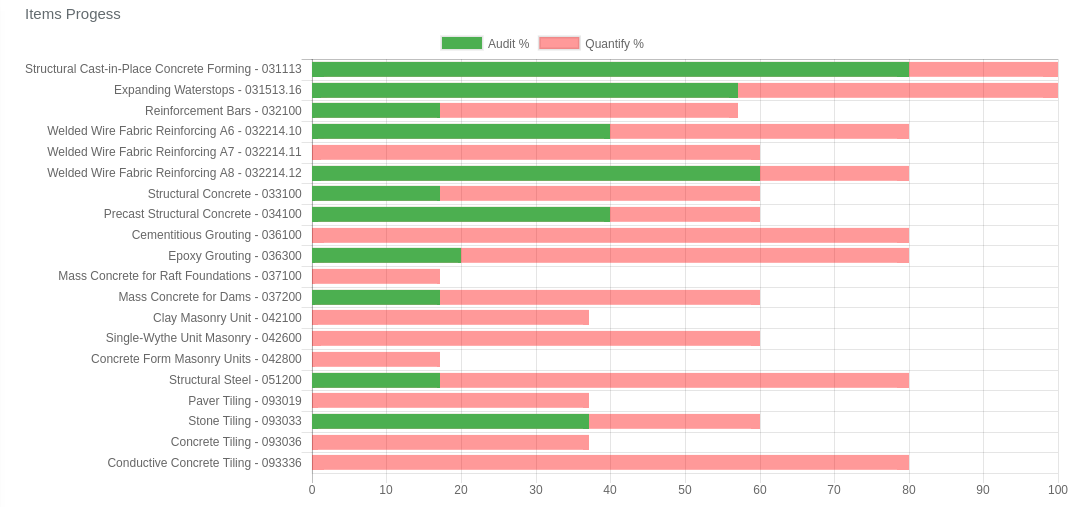 Items Progess
Audit %
Quantify %
Structural Cast-in-Place Concrete Forming - 031113
Expanding Waterstops - 031513.16
Reinforcement Bars - 032100
Welded Wire Fabric Reinforcing A6 - 032214.10
Welded Wire Fabric Reinforcing A7 - 032214.11
Welded Wire Fabric Reinforcing A8 - 032214.12
Structural Concrete - 033100
Precast Structural Concrete - 034100
Cementitious Grouting - 036100
Epoxy Grouting - 036300
Mass Concrete for Raft Foundations - 037100
Mass Concrete for Dams - 037200
Clay Masonry Unit - 042100
Single-Wythe Unit Masonry - 042600
Concrete Form Masonry Units - 042800
Structural Steel - 051200
Paver Tiling - 093019
Stone Tiling - 093033
Concrete Tiling - 093036
Conductive Concrete Tiling - 093336
0 10 20 30 40 50 60 70 80 90 100